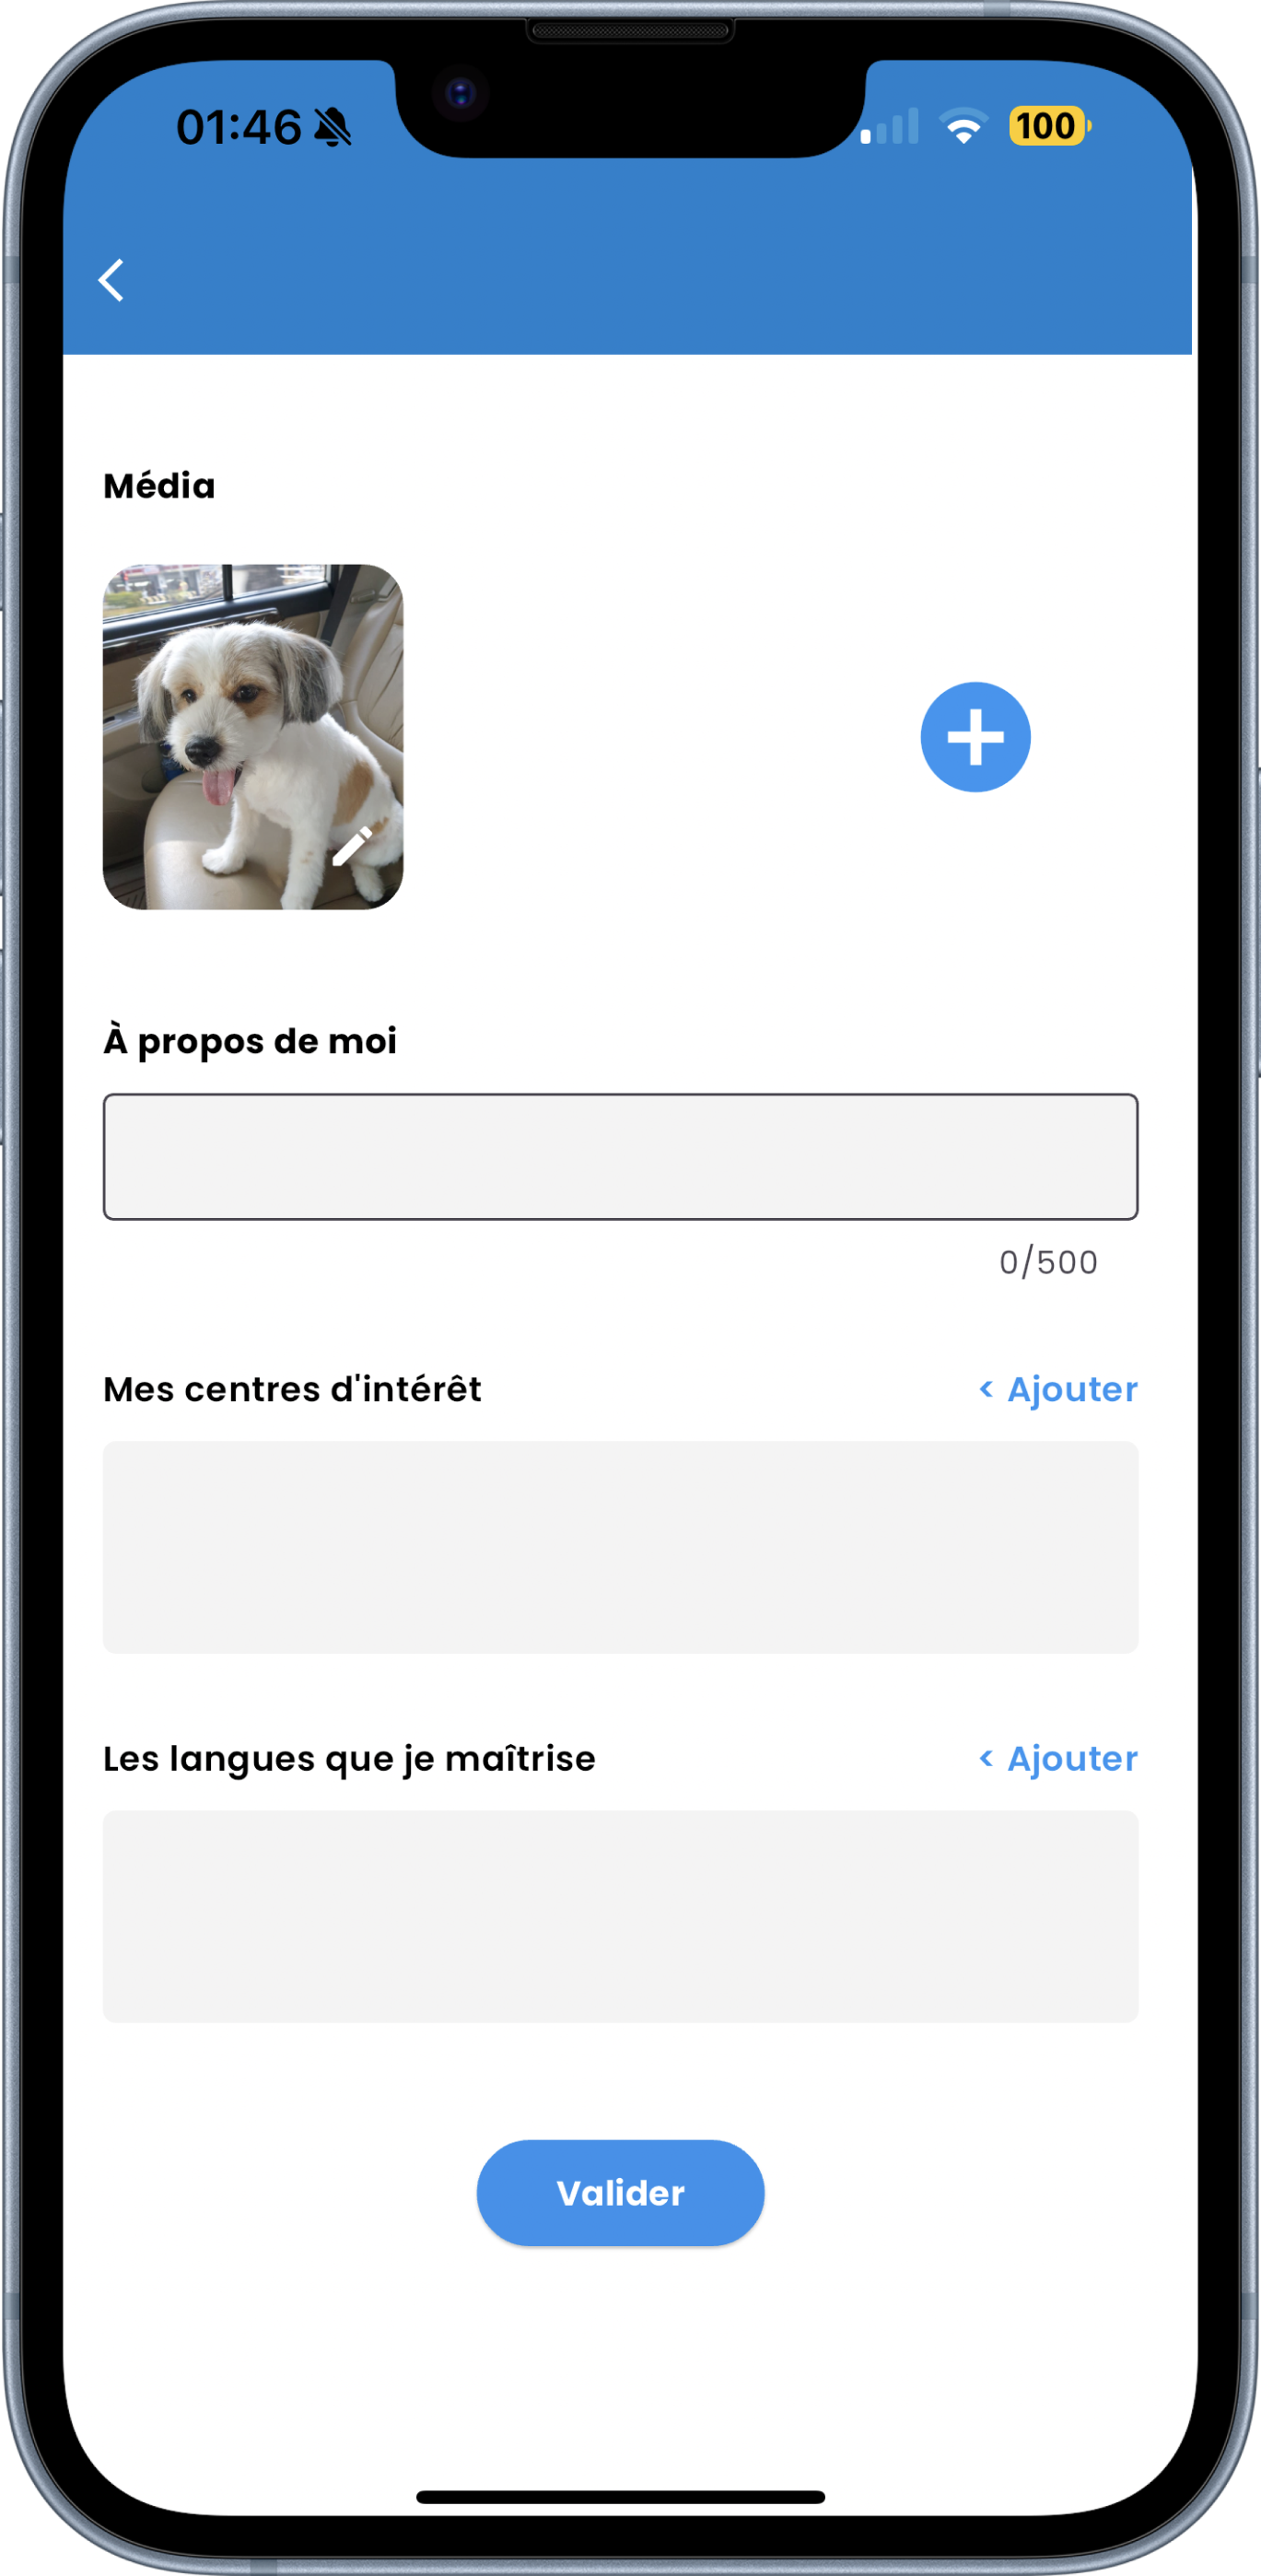 01:46
100
Média
À propos de moi
0/500
Mes centres d'intérêt
< Ajouter
Les langues que je maîtrise
< Ajouter
Valider